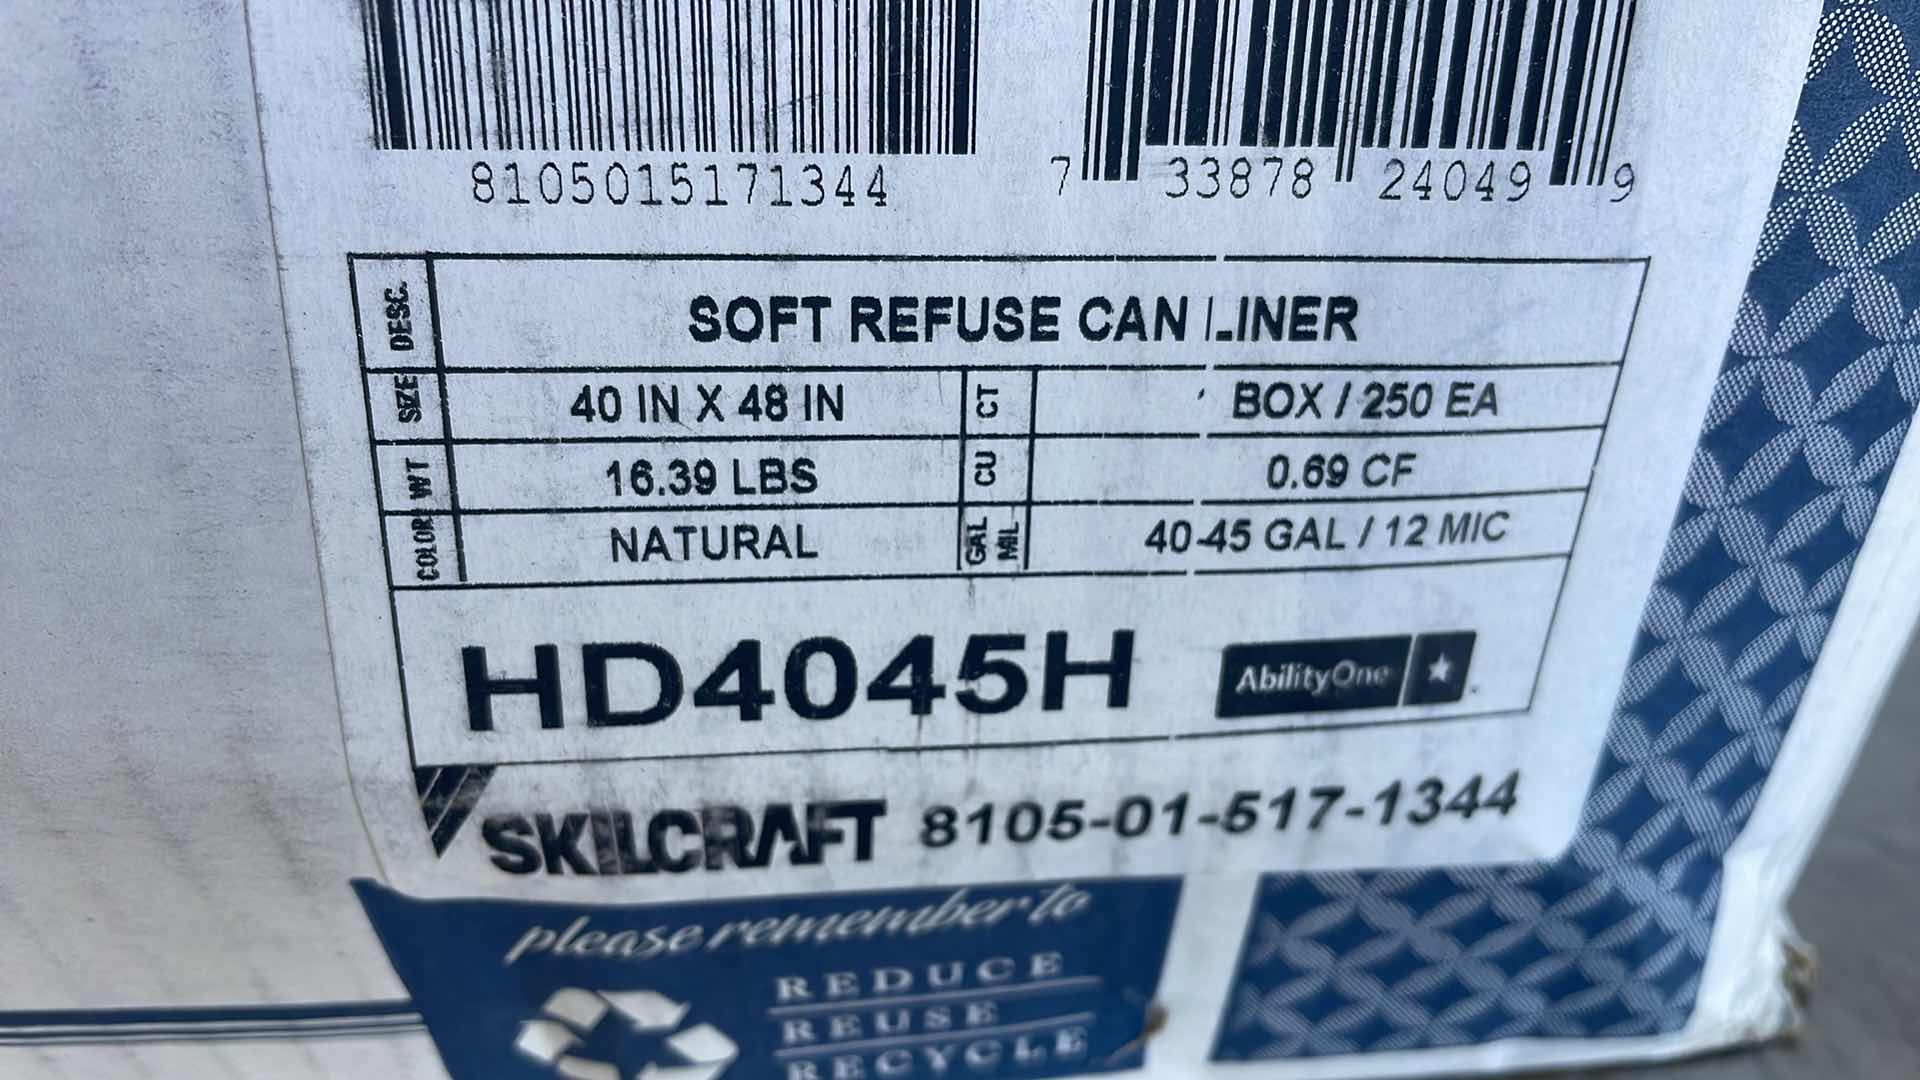 8105015171344
7 33878 24049 9
DESC. SOFT REFUSE CAN LINER
SIZE 40 IN X 48 IN CT BOX / 250 EA
WT 16.39 LBS CU 0.69 CF
COLOR NATURAL GAL MIL 40-45 GAL / 12 MIC
HD4045H AbilityOne
SKILCRAFT 8105-01-517-1344
please remember to
REDUCE
REUSE
RECYCLE